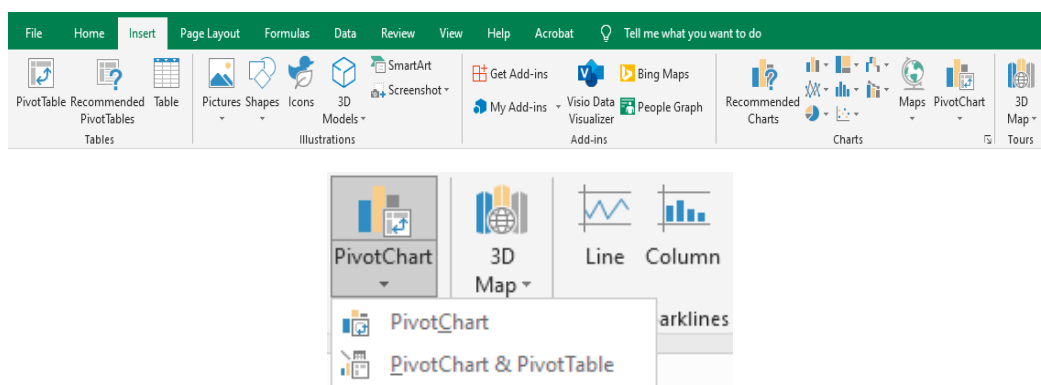 File Home Insert Page Layout Formulas Data Review View Help Acrobat Tell me what you want to do
PivotTable Recommended PivotTables Table
Tables
Pictures Shapes Icons 3D Models
SmartArt
Screenshot
Illustrations
Get Add-ins
My Add-ins
Visio Data Visualizer
Bing Maps
People Graph
Add-ins
Recommended Charts
Maps PivotChart
Charts
3D Map
Tours
PivotChart
3D Map
Line Column
arklines
PivotChart
PivotChart & PivotTable